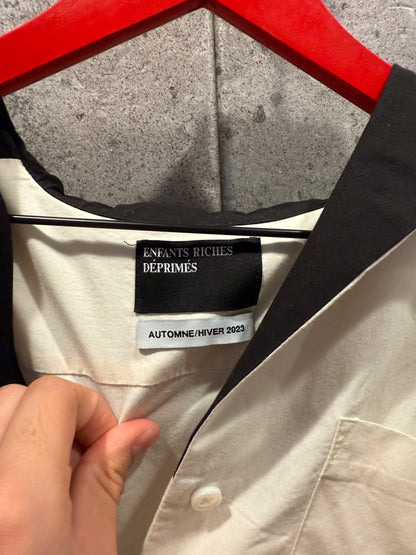 ENFANTS RICHES
DÉPRIMÉS
AUTOMNE/HIVER 2023